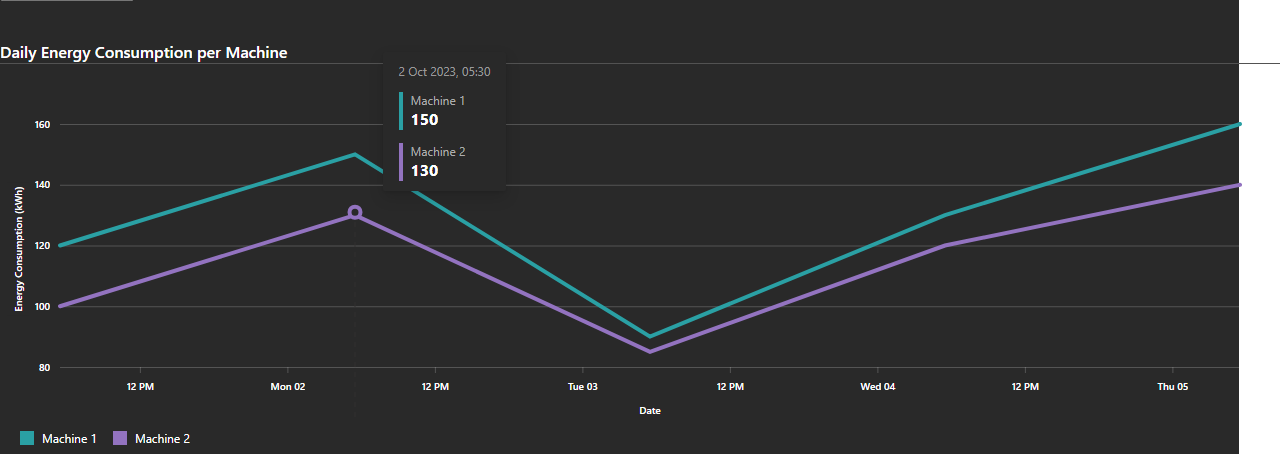 Daily Energy Consumption per Machine
2 Oct 2023, 05:30
Machine 1
150
Machine 2
130
Energy Consumption (kWh)
160
140
120
100
80
12 PM
Mon 02
12 PM
Tue 03
12 PM
Wed 04
12 PM
Thu 05
Date
Machine 1
Machine 2